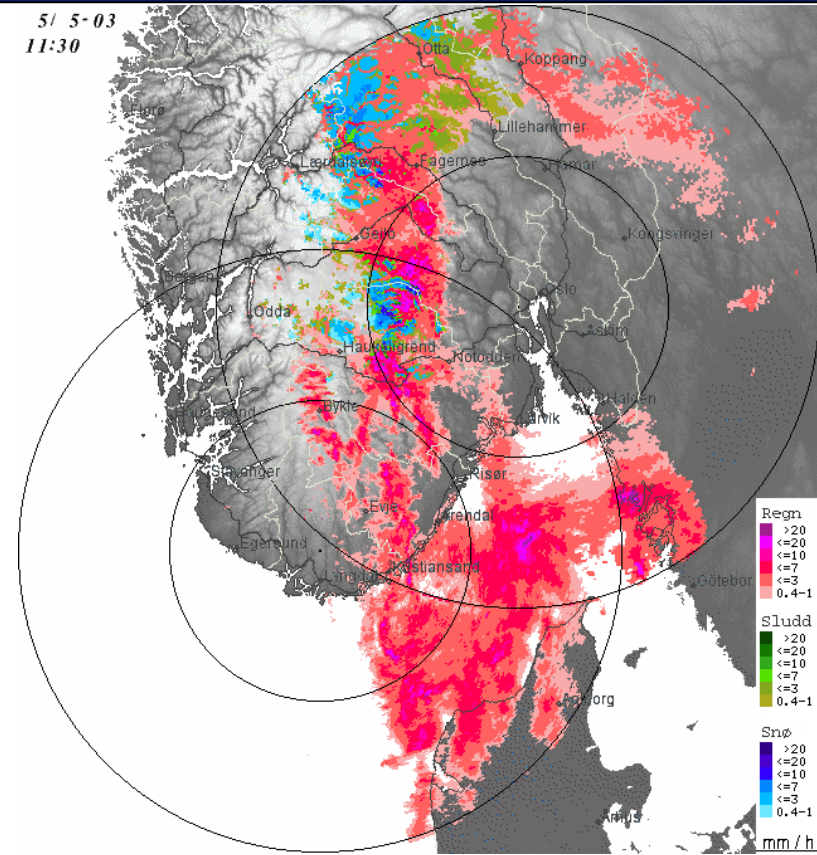 5/ 5-03
11:30
Otta
Koppang
Florø
Lillehammer
Lærdalsøyri
Fagernes
Hamar
Geilo
Kongsvinger
Bergen
Oslo
Odda
Askim
Haukeligrend
Notodden
Halden
Bykle
Haugesund
Larvik
Stavanger
Risør
Evje
Arendal
Egersund
Kristiansand
Lyngdal
Göteborg
Aalborg
Århus
Regn
>20
<=20
<=10
<=7
<=3
0.4-1
Sludd
>20
<=20
<=10
<=7
<=3
0.4-1
Snø
>20
<=20
<=10
<=7
<=3
0.4-1
mm/h